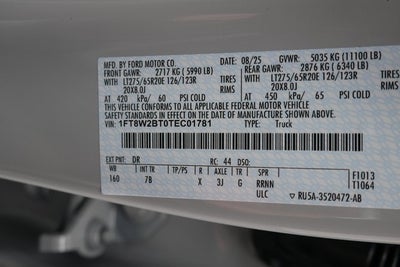 MFD. BY FORD MOTOR CO. 08/25 GVWR: 5035 KG (11100 LB)
FRONT GAWR: 2717 KG (5990 LB) REAR GAWR: 2876 KG (6340 LB)
LT275/65R20E 126/123R TIRES LT275/65R20E 126/123R TIRES
20X8.0J RIMS 20X8.0J RIMS
AT 420 kPa/ 60 PSI COLD AT 450 kPa/ 65 PSI COLD
THIS VEHICLE CONFORMS TO ALL APPLICABLE FEDERAL MOTOR VEHICLE
SAFETY STANDARDS IN EFFECT ON THE DATE OF MANUFACTURE
SHOWN ABOVE.
VIN: 1FT8W2BT0TEC01781 TYPE: Truck
EXT PNT: DR RC: 44 DSO:
WB INT TR TP/PS R AXLE TR SPR F1013
160 7B X 3J G RRNN T1064
ULC RU5A-3520472-AB